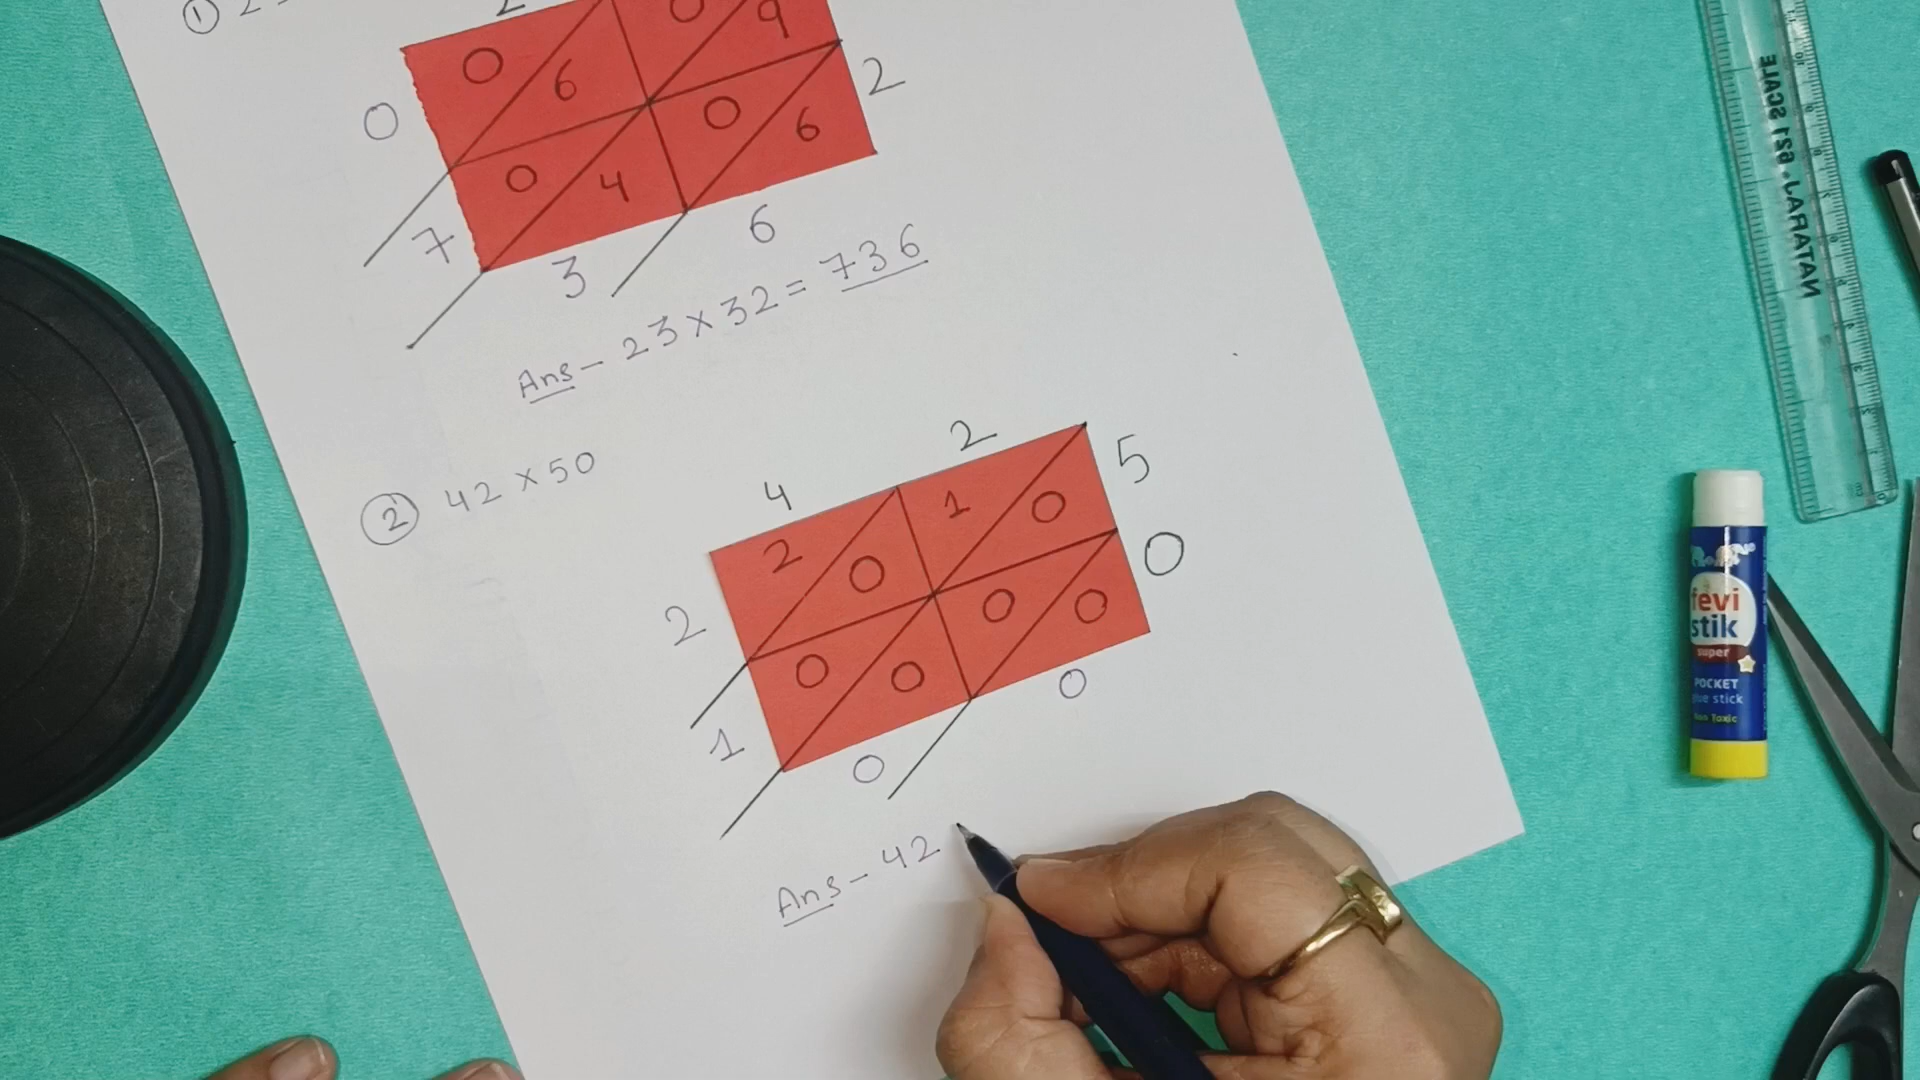 ①
0 6 0 9
0
2
0 4 0 6
7 3 6
Ans- 23 × 32 = 736
② 42 × 50
4 2
5
2 0 1 0
2
0
0 0 0 0
1 0 0
Ans- 42
NATARAJ. 621 SCALE
fevi
stik
super
POCKET
glue stick
Non Toxic